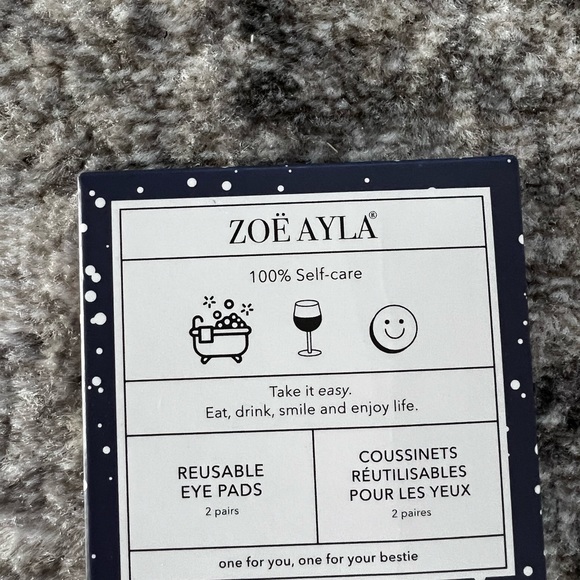 ZOË AYLA®
100% Self-care
Take it easy.
Eat, drink, smile and enjoy life.
REUSABLE
EYE PADS
2 pairs
COUSSINETS
RÉUTILISABLES
POUR LES YEUX
2 paires
one for you, one for your bestie